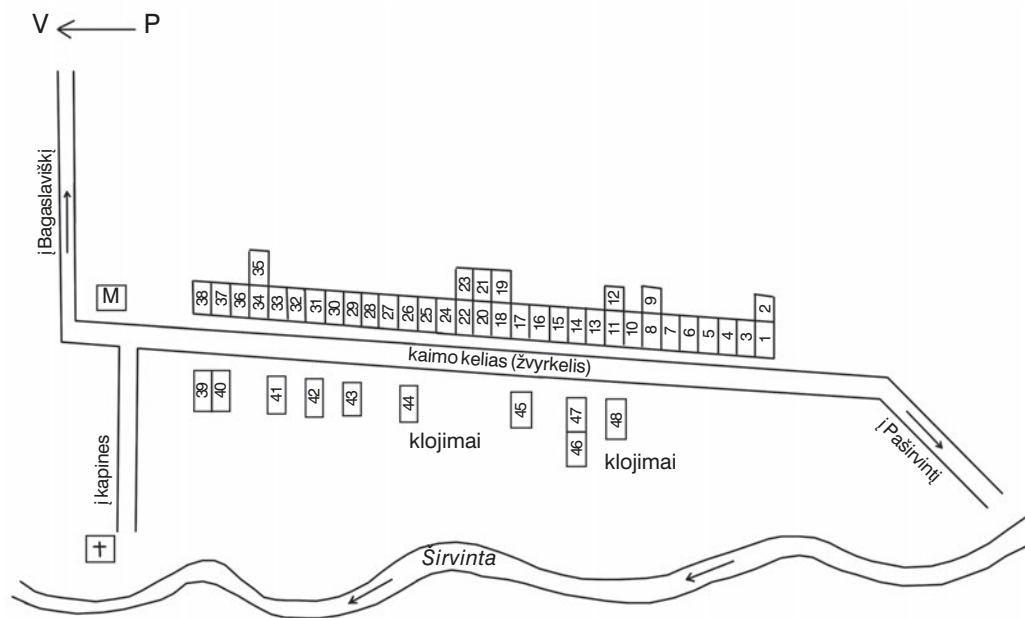 V P
į Bagaslaviškį
M
35
23 21 19
12 9 2
38 37 36 34 33 32 31 30 29 28 27 26 25 24 22 20 18 17 16 15 14 13 11 10 8 7 6 5 4 3 1
kaimo kelias (žvyrkelis)
39 40 41 42 43 44 45 47 48
46
klojimai
klojimai
į kapines
į Paširvintį
Širvinta